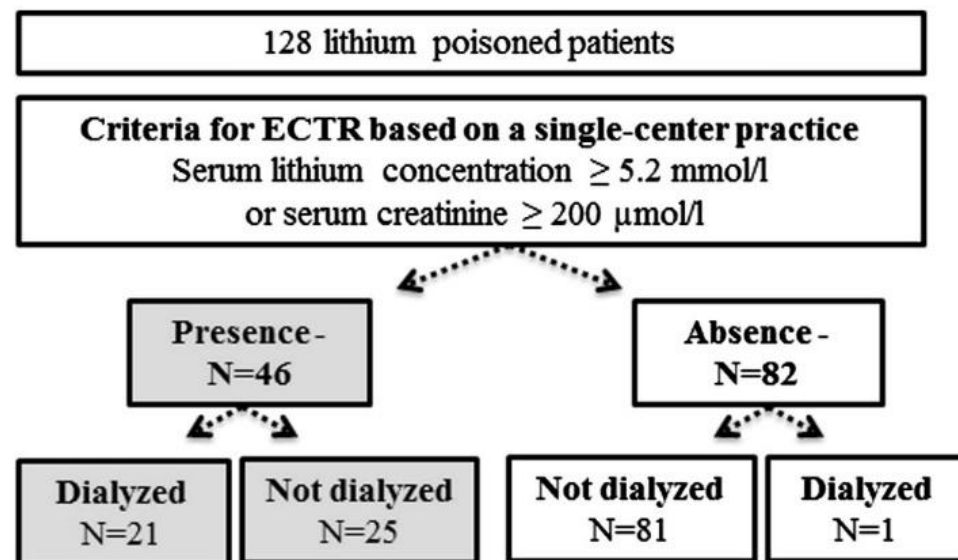 128 lithium poisoned patients
Criteria for ECTR based on a single-center practice
Serum lithium concentration ≥ 5.2 mmol/l
or serum creatinine ≥ 200 µmol/l
Presence -
N=46
Absence -
N=82
Dialyzed
N=21
Not dialyzed
N=25
Not dialyzed
N=81
Dialyzed
N=1